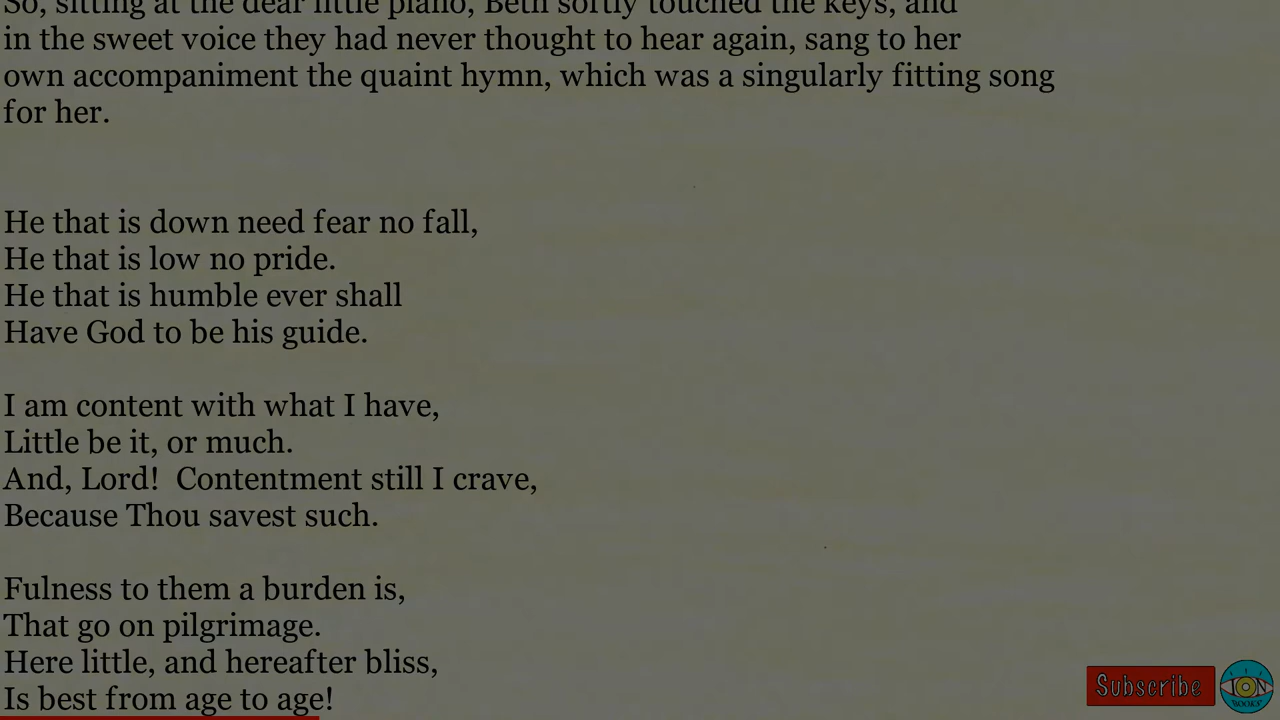 So, sitting at the dear little piano, Beth softly touched the keys, and
in the sweet voice they had never thought to hear again, sang to her
own accompaniment the quaint hymn, which was a singularly fitting song
for her.
He that is down need fear no fall,
He that is low no pride.
He that is humble ever shall
Have God to be his guide.
I am content with what I have,
Little be it, or much.
And, Lord!  Contentment still I crave,
Because Thou savest such.
Fulness to them a burden is,
That go on pilgrimage.
Here little, and hereafter bliss,
Is best from age to age!
Subscribe
ION
BOOKS